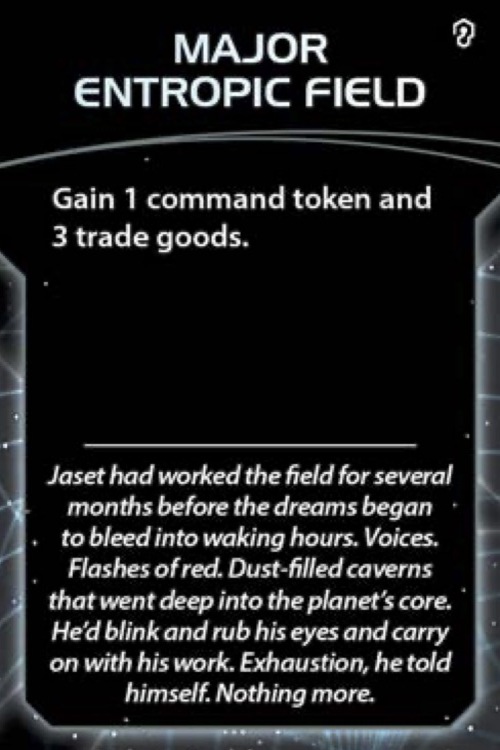 MAJOR
ENTROPIC FIELD
Gain 1 command token and
3 trade goods.
Jaset had worked the field for several
months before the dreams began
to bleed into waking hours. Voices.
Flashes of red. Dust-filled caverns
that went deep into the planet's core.
He'd blink and rub his eyes and carry
on with his work. Exhaustion, he told
himself. Nothing more.